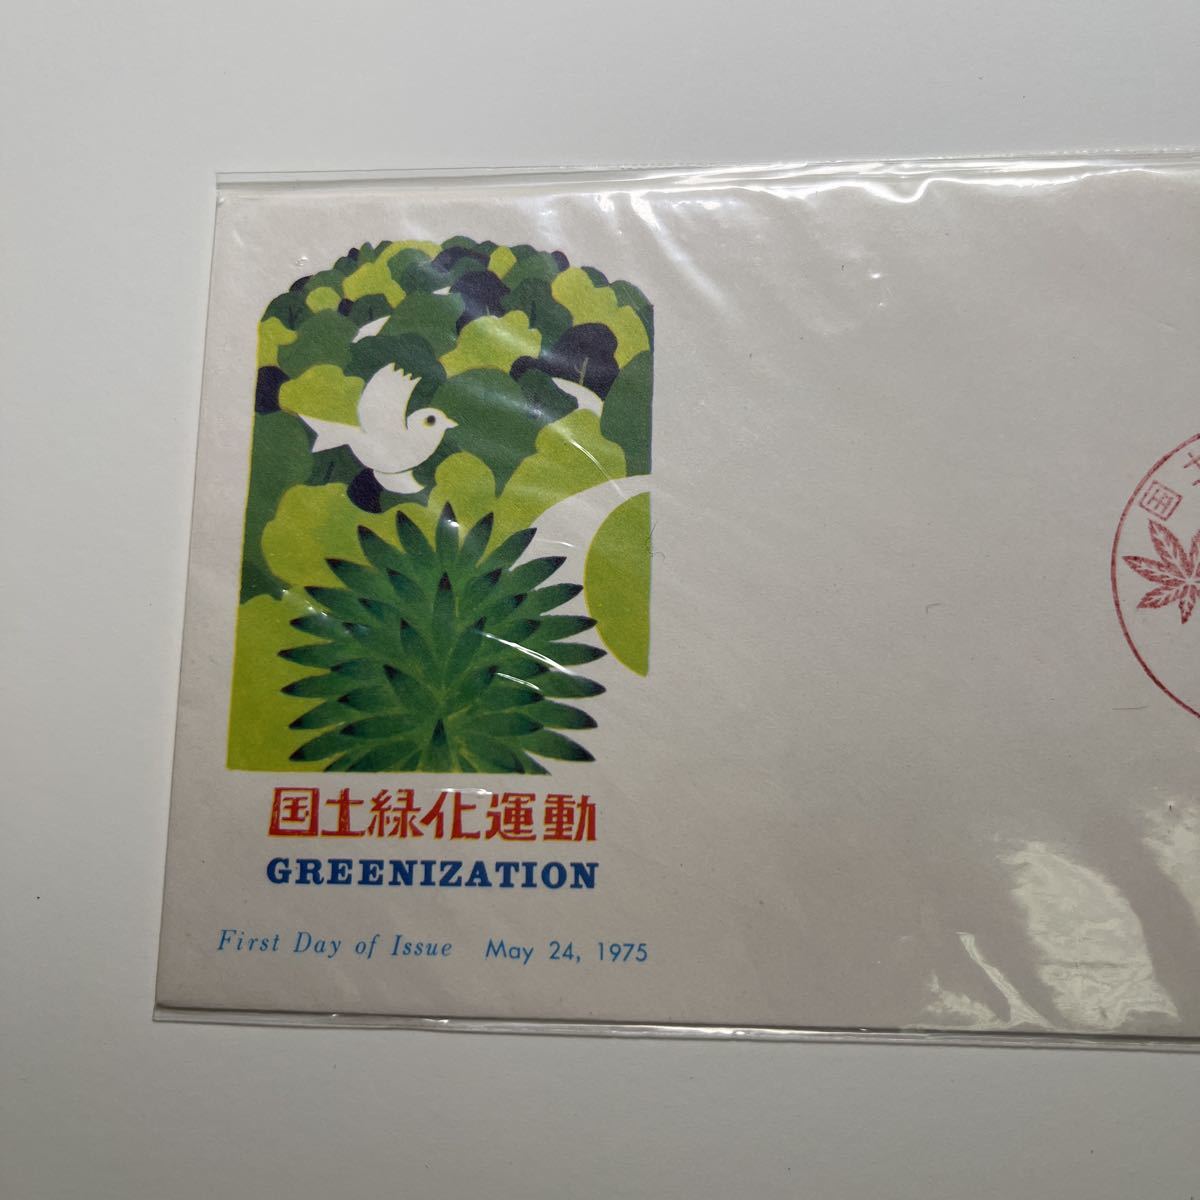 国土緑化運動
GREENIZATION
First Day of Issue May 24, 1975
国